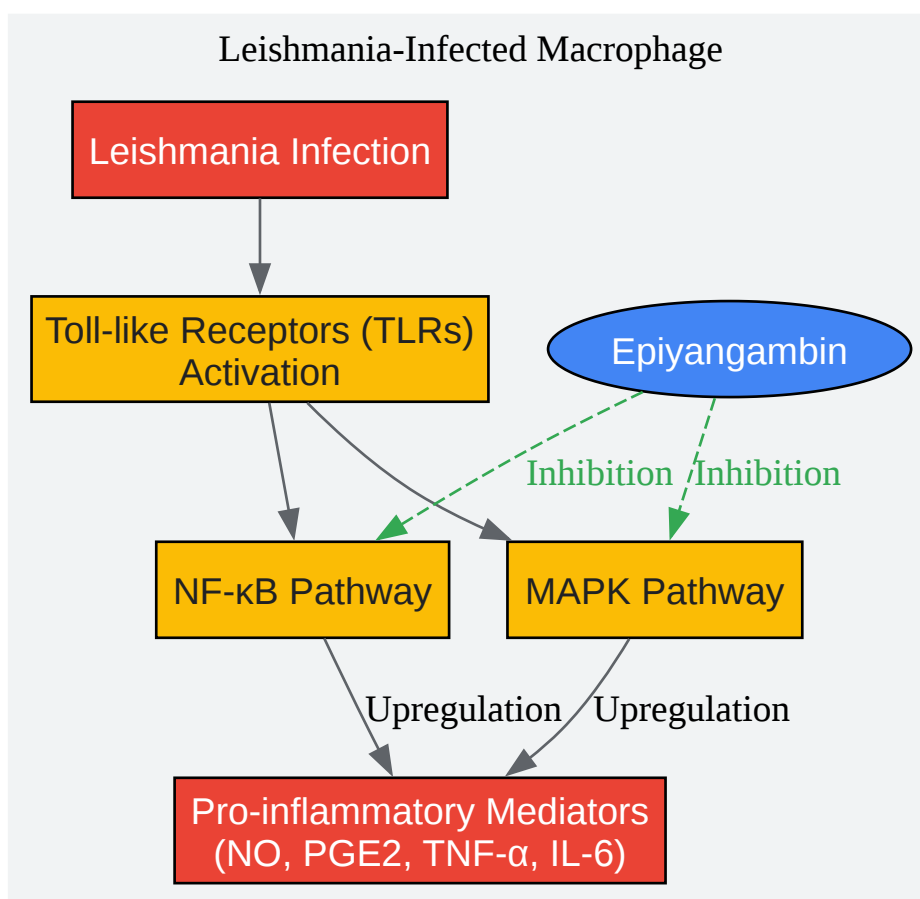 Leishmania-Infected Macrophage
Leishmania Infection
Toll-like Receptors (TLRs)
Activation
Epiyangambin
Inhibition
Inhibition
NF-κB Pathway
MAPK Pathway
Upregulation
Upregulation
Pro-inflammatory Mediators
(NO, PGE2, TNF-α, IL-6)